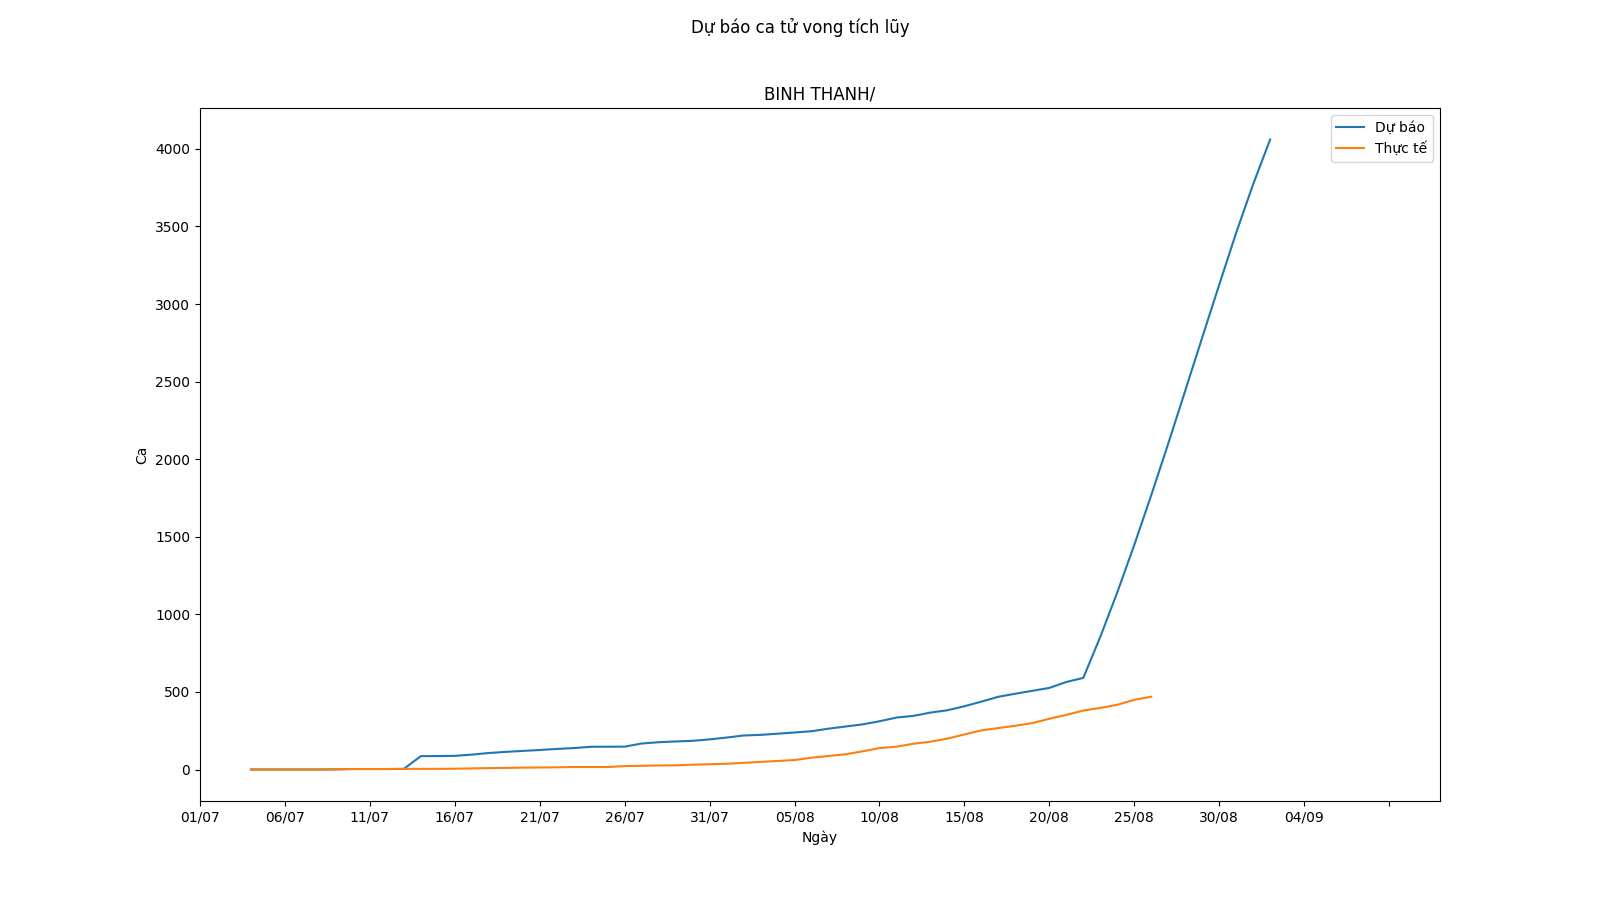 Dự báo ca tử vong tích lũy
BINH THANH/
Dự báo
Thực tế
4000
3500
3000
2500
2000
1500
1000
500
0
Ca
01/07 06/07 11/07 16/07 21/07 26/07 31/07 05/08 10/08 15/08 20/08 25/08 30/08 04/09
Ngày